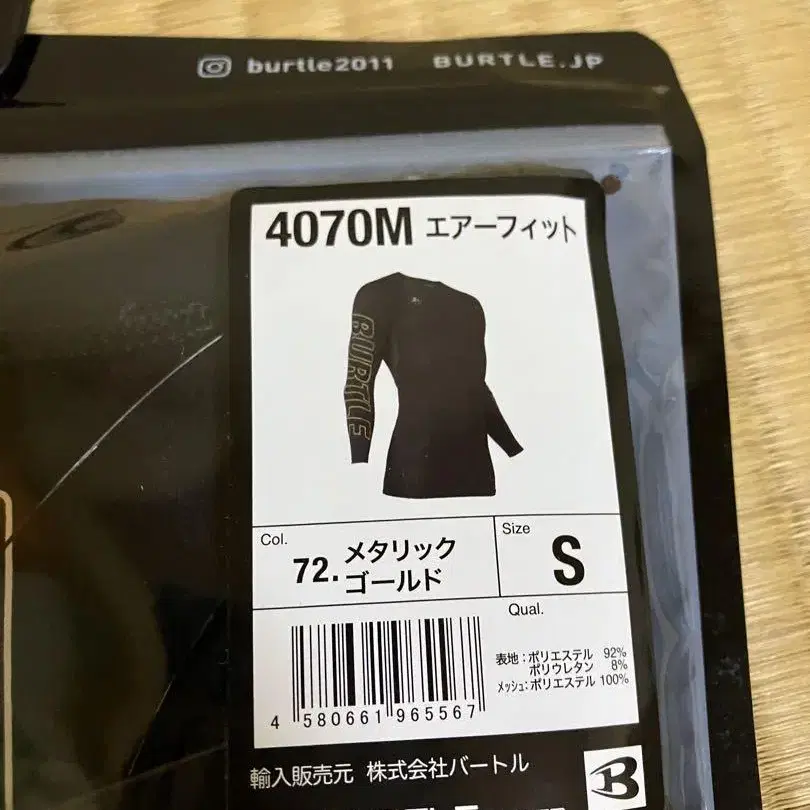 burtle2011 BURTLE.JP
4070M エアーフィット
BURTLE
Col.
72. メタリック
ゴールド
Size
S
Qual.
表地:ポリエステル 92%
ポリウレタン 8%
メッシュ:ポリエステル 100%
4 580661 965567
輸入販売元 株式会社バートル
B